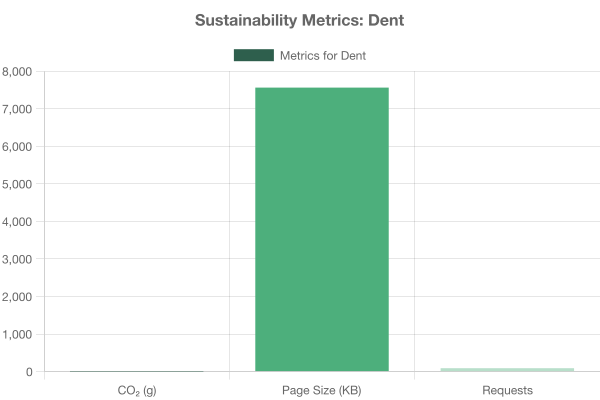 Sustainability Metrics: Dent
Metrics for Dent
8,000
7,000
6,000
5,000
4,000
3,000
2,000
1,000
0
CO₂ (g)
Page Size (KB)
Requests